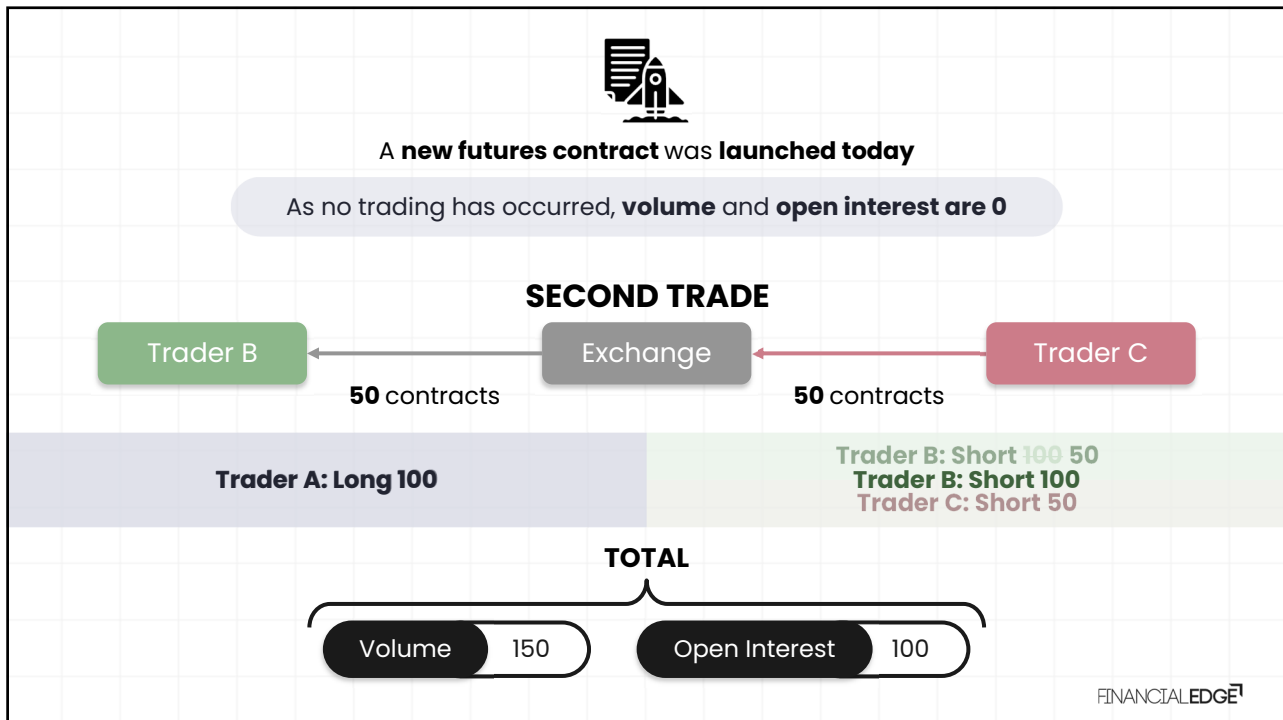 A new futures contract was launched today
As no trading has occurred, volume and open interest are 0
SECOND TRADE
Trader B
Exchange
Trader C
50 contracts
50 contracts
Trader A: Long 100
Trader B: Short 100 50
Trader B: Short 100
Trader C: Short 50
TOTAL
Volume 150
Open Interest 100
FINANCIALEDGE